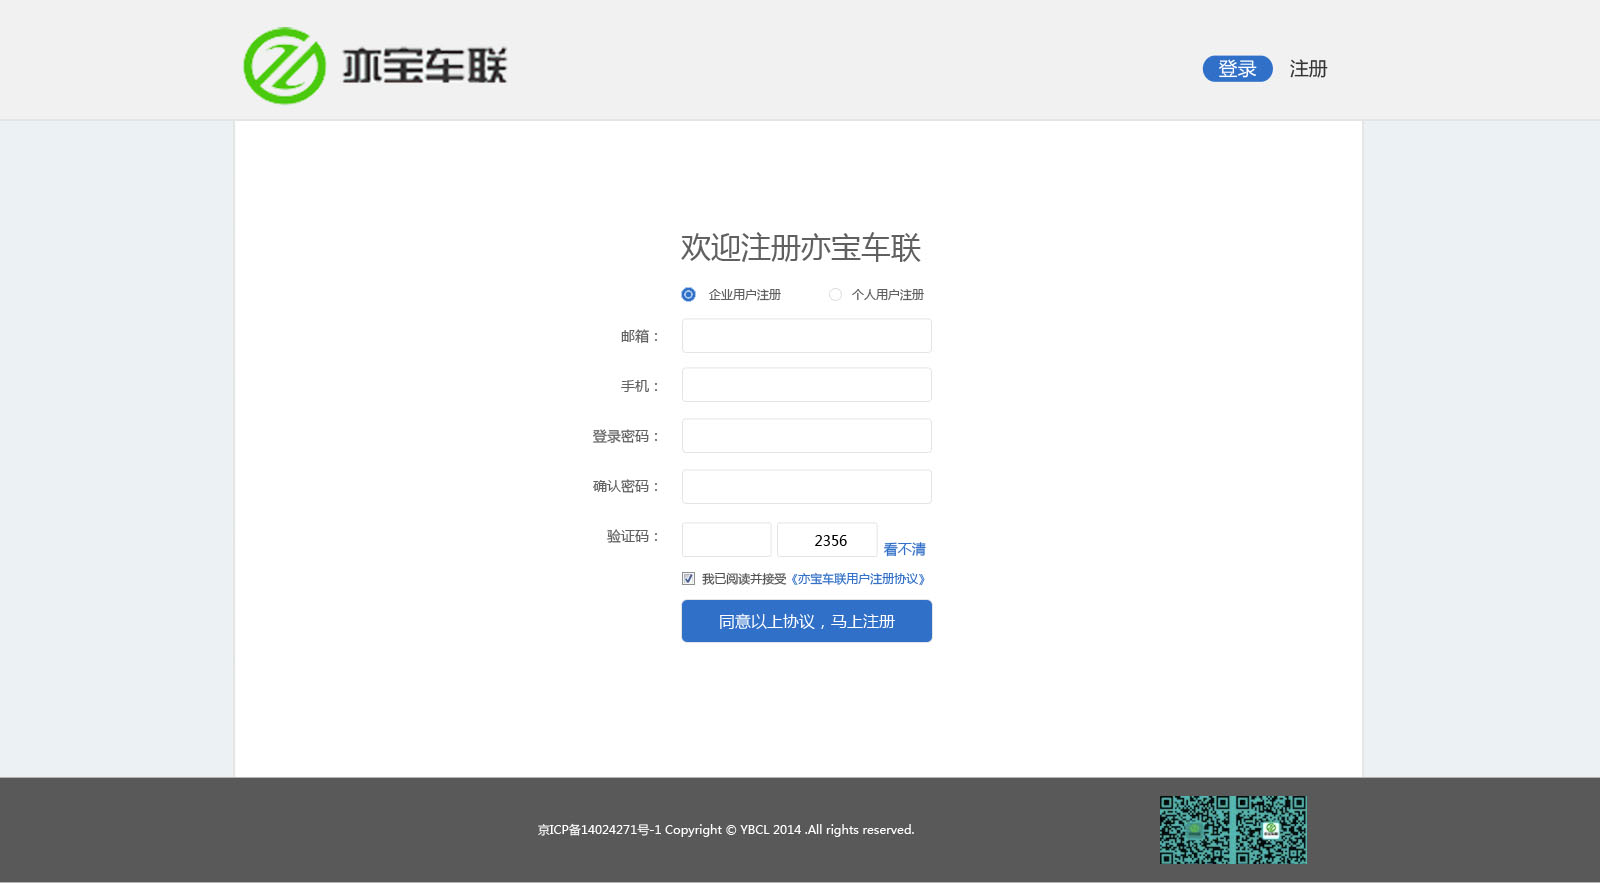 亦宝车联
登录 注册
欢迎注册亦宝车联
企业用户注册 个人用户注册
邮箱：
手机：
登录密码：
确认密码：
验证码： 2356 看不清
我已阅读并接受《亦宝车联用户注册协议》
同意以上协议，马上注册
京ICP备14024271号-1 Copyright © YBCL 2014 .All rights reserved.